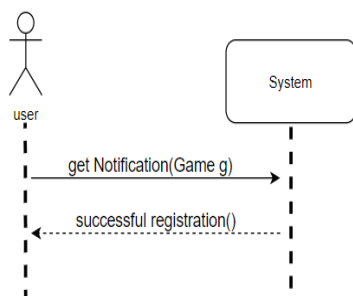 System
user
get Notification(Game g)
successful registration()